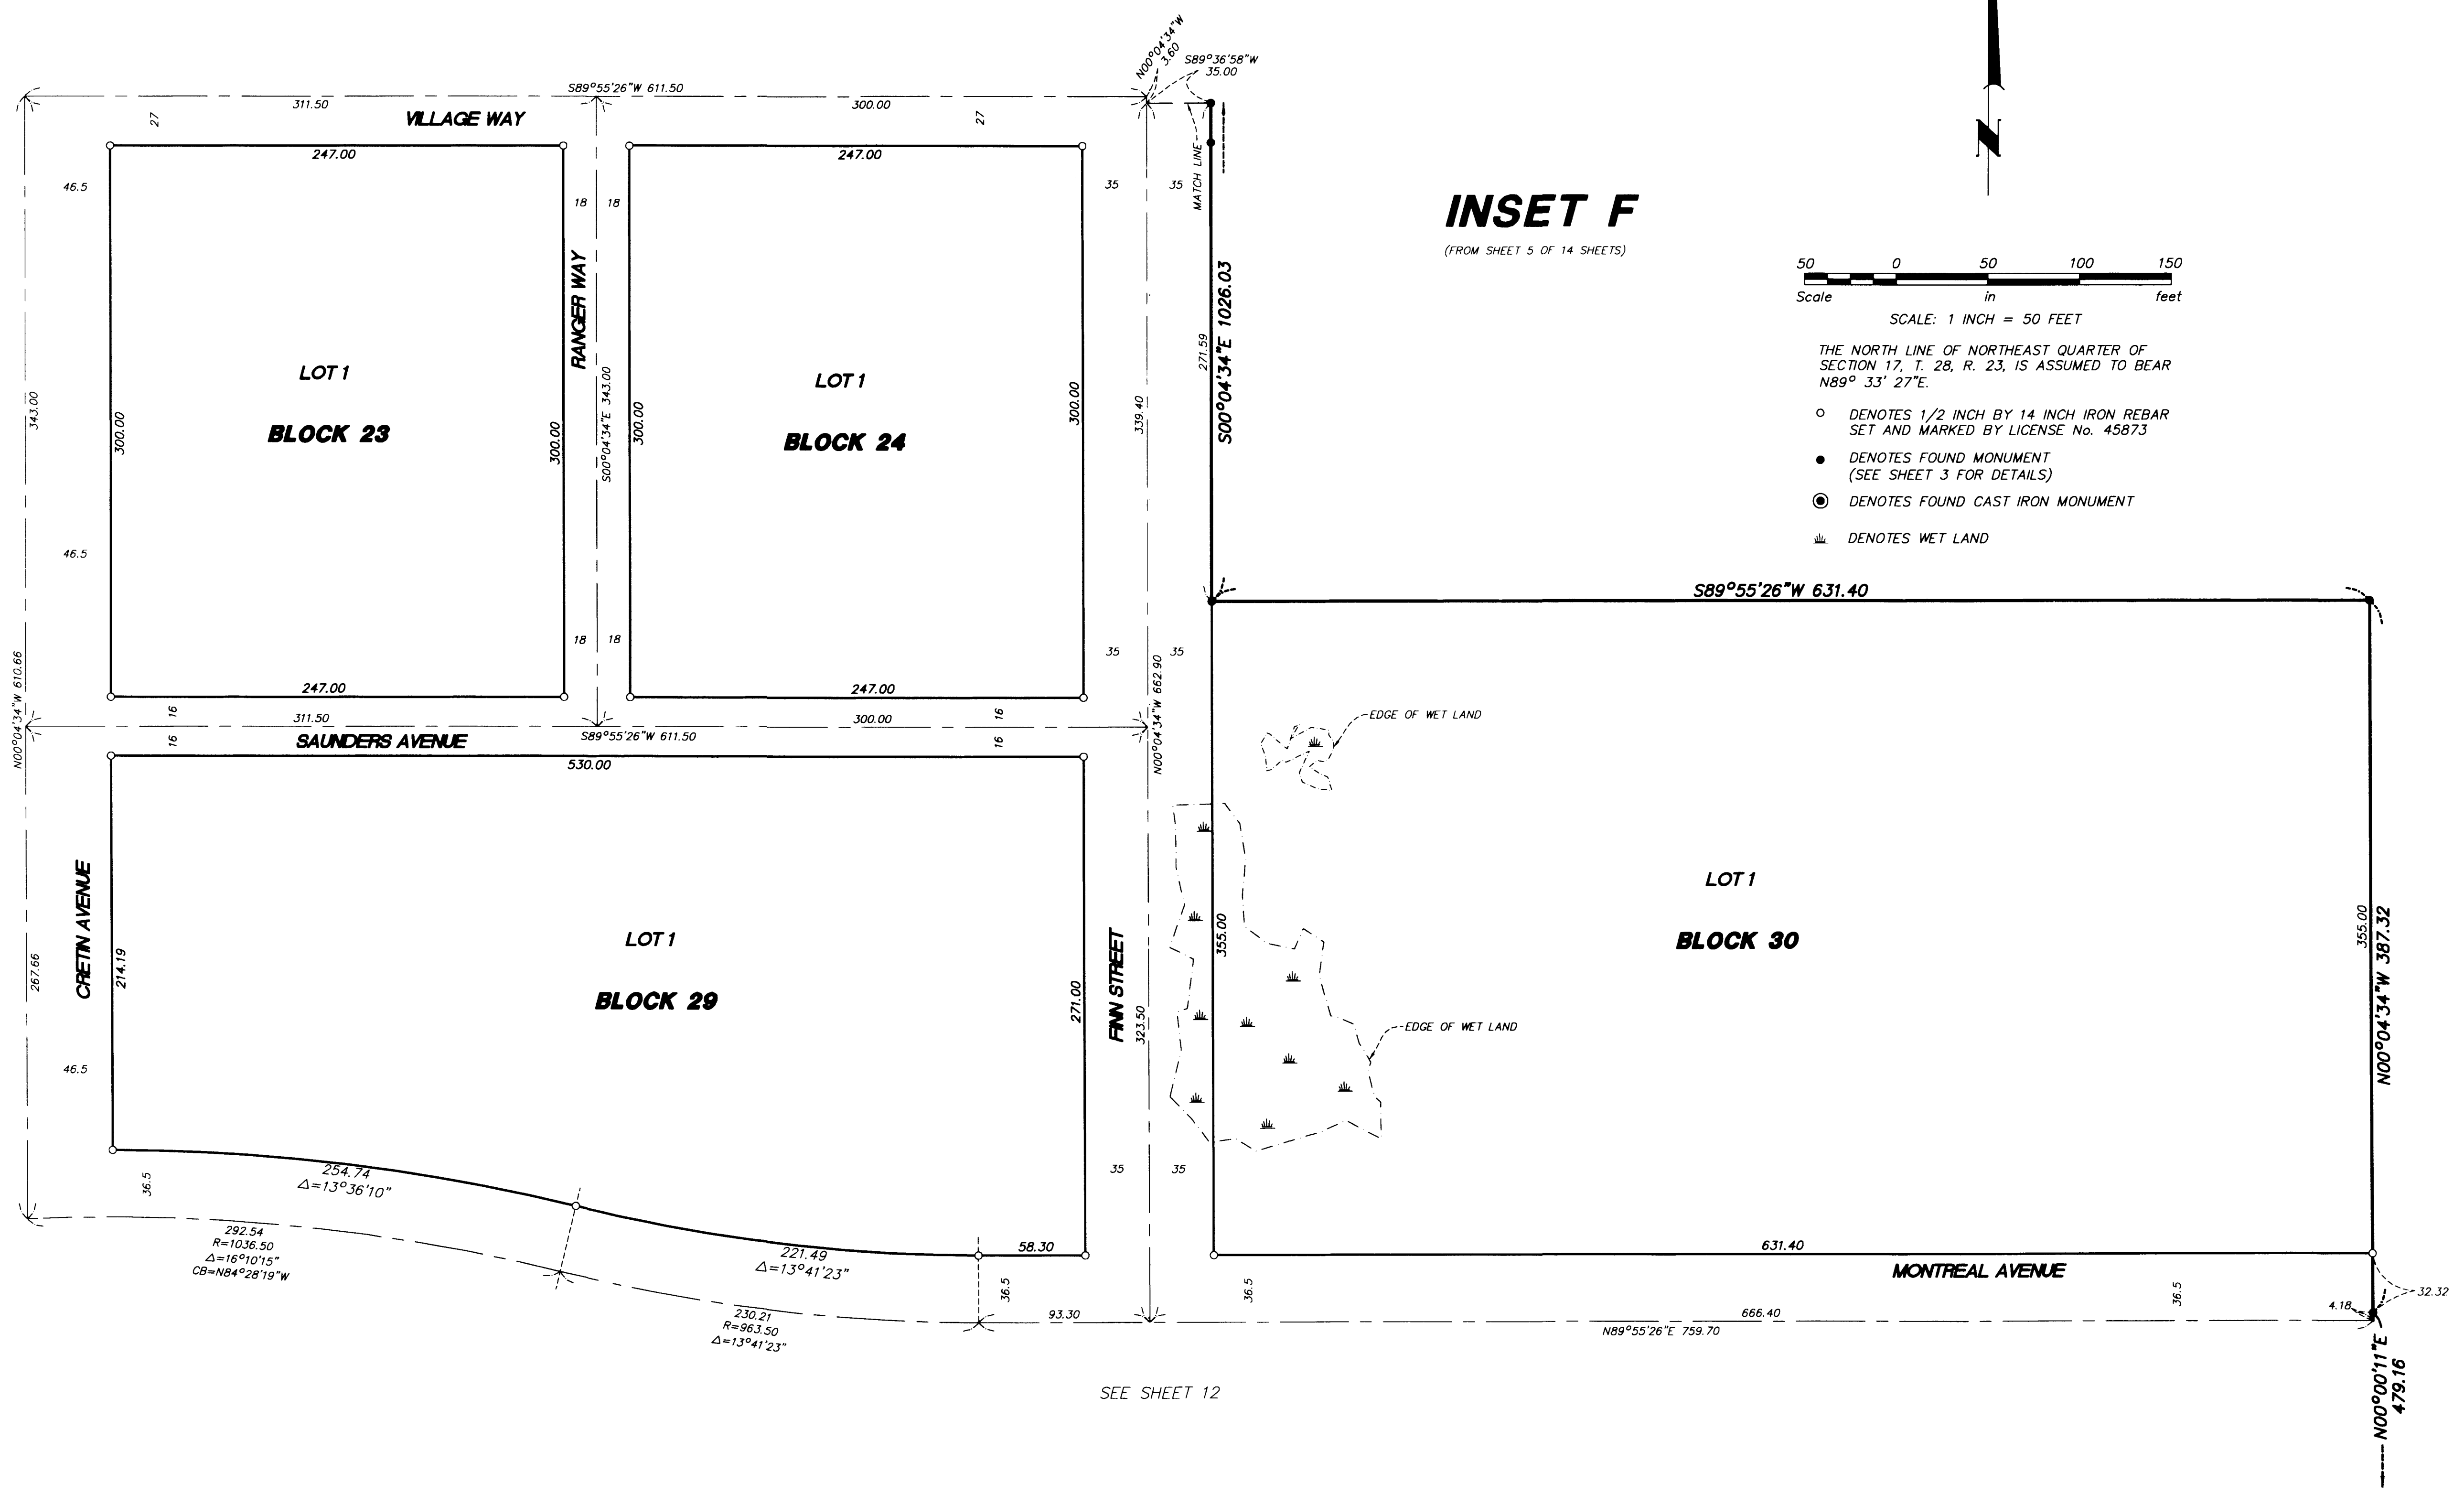 N00°04'34"W
3.60
S89°36'58"W
35.00
S89°55'26"W 611.50
311.50
300.00
27
VILLAGE WAY
27
247.00
247.00
46.5
18
18
35
35
MATCH LINE
N
INSET F
(FROM SHEET 5 OF 14 SHEETS)
50 0 50 100 150
Scale in feet
SCALE: 1 INCH = 50 FEET
THE NORTH LINE OF NORTHEAST QUARTER OF
SECTION 17, T. 28, R. 23, IS ASSUMED TO BEAR
N89° 33' 27"E.
DENOTES 1/2 INCH BY 14 INCH IRON REBAR
SET AND MARKED BY LICENSE No. 45873
DENOTES FOUND MONUMENT
(SEE SHEET 3 FOR DETAILS)
DENOTES FOUND CAST IRON MONUMENT
DENOTES WET LAND
343.00
300.00
LOT 1
BLOCK 23
300.00
RANGER WAY
S00°04'34"E 343.00
300.00
LOT 1
BLOCK 24
300.00
339.40
271.59
S00°04'34"E 1026.03
46.5
18
18
35
35
S89°55'26"W 631.40
N00°04'34"W 610.66
247.00
247.00
N00°04'34"W 662.90
16
311.50
300.00
16
16
SAUNDERS AVENUE
S89°55'26"W 611.50
16
530.00
EDGE OF WET LAND
CRETIN AVENUE
267.66
214.19
LOT 1
BLOCK 29
271.00
FINN STREET
323.50
355.00
LOT 1
BLOCK 30
EDGE OF WET LAND
355.00
N00°04'34"W 387.32
46.5
36.5
254.74
Δ=13°36'10"
35
35
292.54
R=1036.50
Δ=16°10'15"
CB=N84°28'19"W
221.49
Δ=13°41'23"
58.30
36.5
230.21
R=963.50
Δ=13°41'23"
93.30
36.5
631.40
MONTREAL AVENUE
36.5
4.18
32.32
666.40
N89°55'26"E 759.70
N00°00'11"E
479.16
SEE SHEET 12